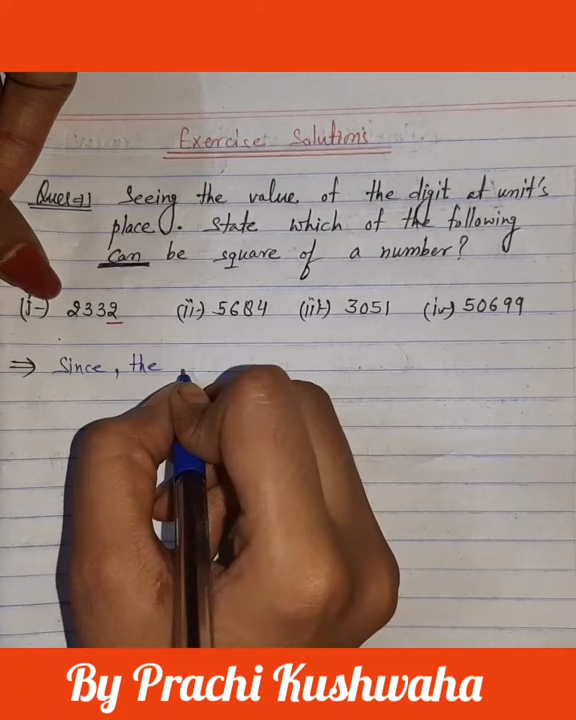 Exercise Solutions
Ques→1 Seeing the value of the digit at unit's
place. State which of the following
can be square of a number?
(i-) 2332 (ii-) 5684 (iii-) 3051 (iv) 50699
⇒ Since, the
By Prachi Kushwaha